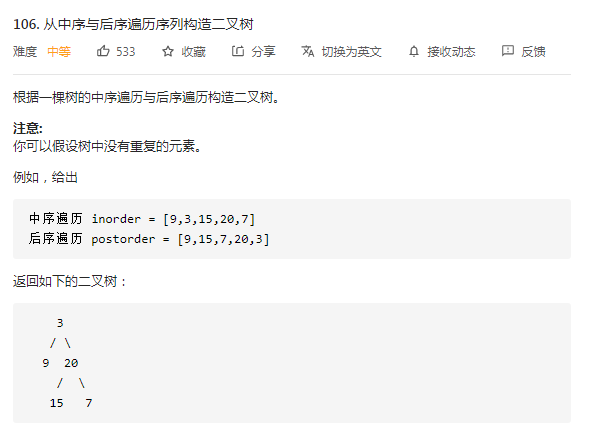 106. 从中序与后序遍历序列构造二叉树
难度 中等 533 收藏 分享 切换为英文 接收动态 反馈
根据一棵树的中序遍历与后序遍历构造二叉树。
注意:
你可以假设树中没有重复的元素。
例如，给出
中序遍历 inorder = [9,3,15,20,7]
后序遍历 postorder = [9,15,7,20,3]
返回如下的二叉树：
3
/ \
9 20
/ \
15 7